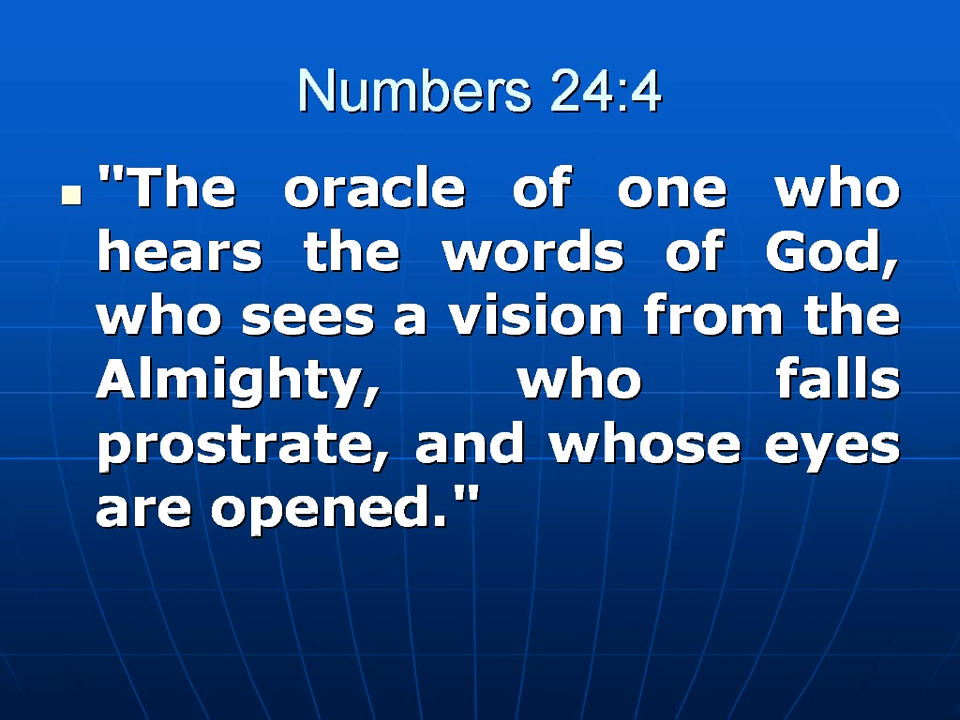 Numbers 24:4
"The oracle of one who
hears the words of God,
who sees a vision from the
Almighty, who falls
prostrate, and whose eyes
are opened."